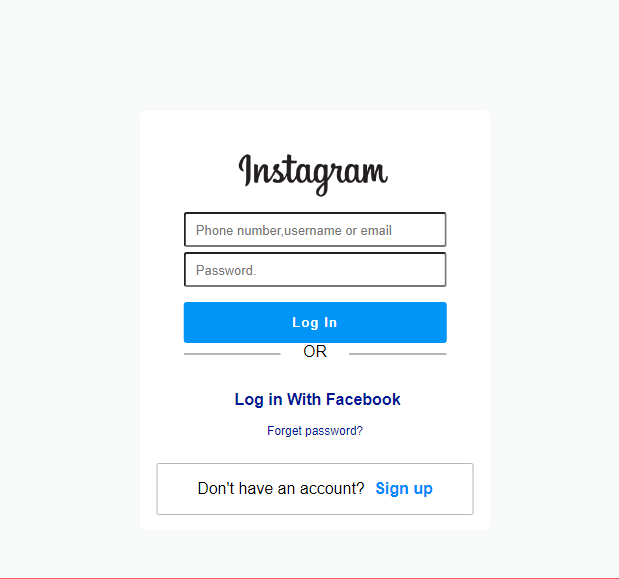 Instagram
Phone number,username or email
Password.
Log In
OR
Log in With Facebook
Forget password?
Don't have an account? Sign up